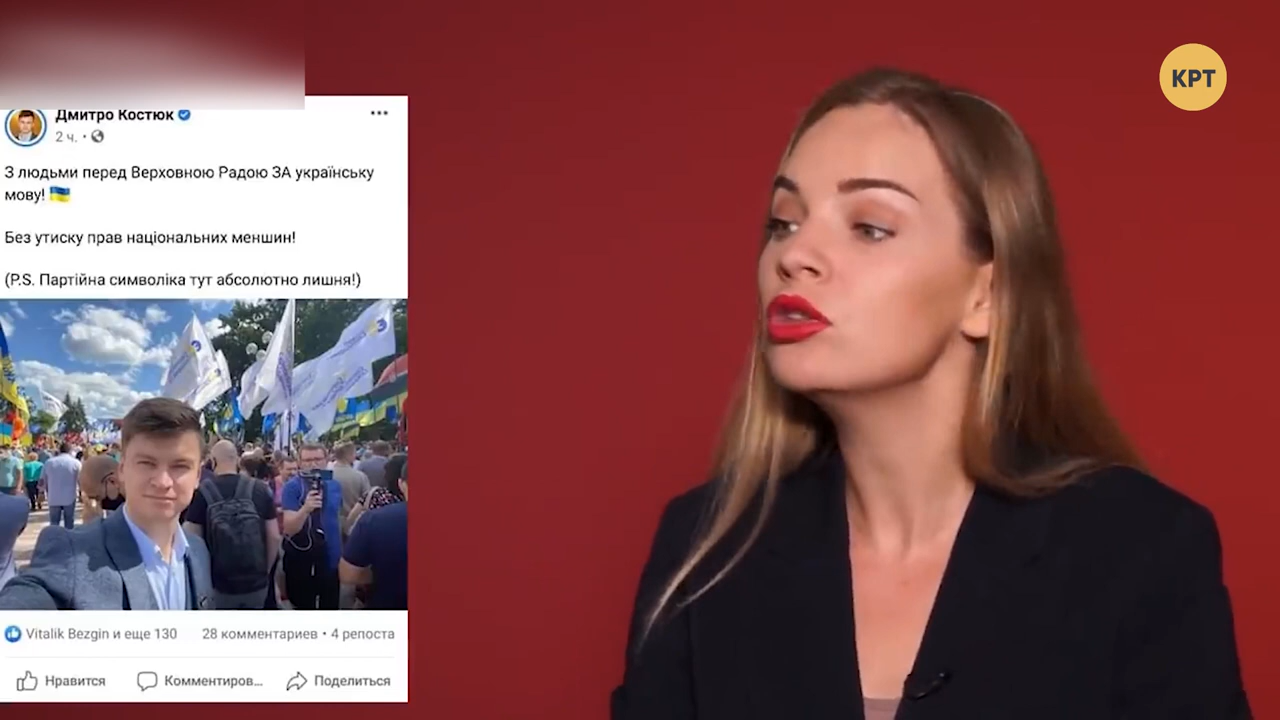 КРТ
Дмитро Костюк
2 ч.
З людьми перед Верховною Радою ЗА українську
мову! 🇺🇦
Без утиску прав національних меншин!
(P.S. Партійна символіка тут абсолютно лишня!)
Vitalik Bezgin и еще 130 28 комментариев • 4 репоста
Нравится Комментиров... Поделиться